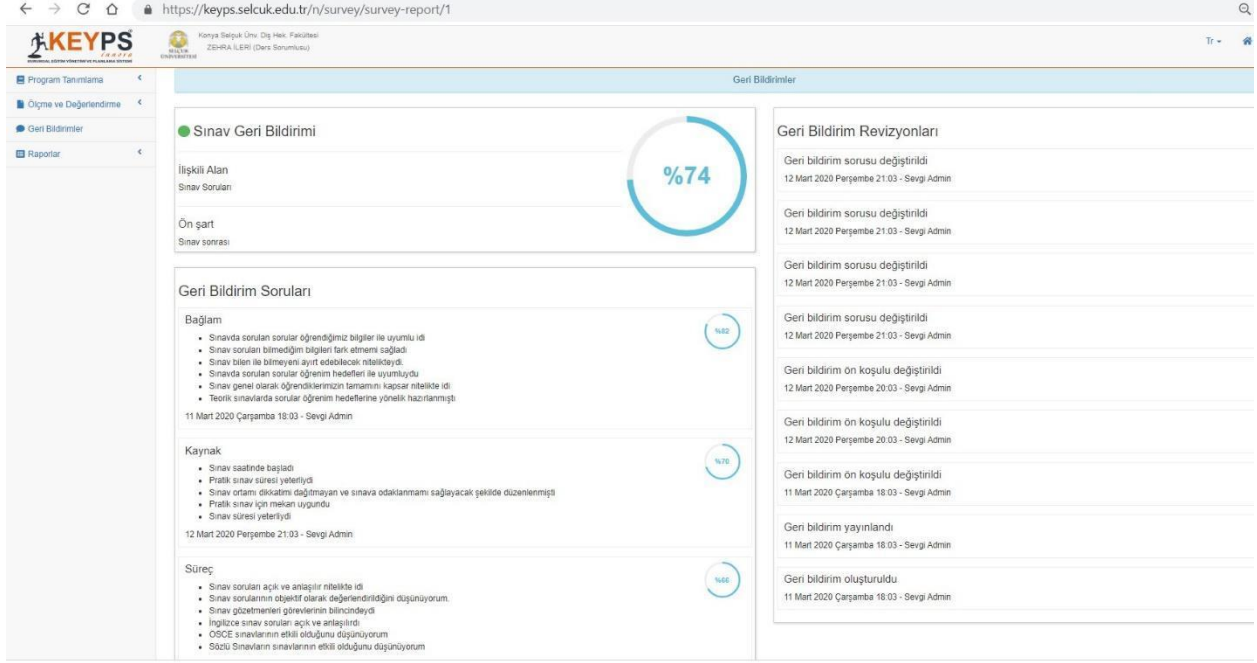 https://keyps.selcuk.edu.tr/n/survey/survey-report/1
KEYPS
Konya Selçuk Ünv. Diş Hek. Fakültesi
ZEHRA İLERİ (Ders Sorumlusu)
SELÇUK
ÜNİVERSİTESİ
Tr
Program Tanımlama
Ölçme ve Değerlendirme
Geri Bildirimler
Raporlar
Geri Bildirimler
Sınav Geri Bildirimi
İlişkili Alan
Sınav Soruları
Ön şart
Sınav sonrası
%74
Geri Bildirim Soruları
Bağlam
%82
Sınavda sorulan sorular öğrendiğimiz bilgiler ile uyumlu idi
Sınav soruları bilmediğim bilgileri fark etmemi sağladı
Sınav bilen ile bilmeyeni ayırt edebilecek nitelikteydi.
Sınavda sorulan sorular öğrenim hedefleri ile uyumluydu
Sınav genel olarak öğrendiklerimizin tamamını kapsar nitelikte idi
Teorik sınavlarda sorular öğrenim hedeflerine yönelik hazırlanmıştı
11 Mart 2020 Çarşamba 18:03 - Sevgi Admin
Kaynak
%70
Sınav saatinde başladı
Pratik sınav süresi yeterliydi
Sınav ortamı dikkatimi dağıtmayan ve sınava odaklanmamı sağlayacak şekilde düzenlenmişti
Pratik sınav için mekan uygundu
Sınav süresi yeterliydi
12 Mart 2020 Perşembe 21:03 - Sevgi Admin
Süreç
%66
Sınav soruları açık ve anlaşılır nitelikte idi
Sınav sorularının objektif olarak değerlendirildiğini düşünüyorum.
Sınav gözetmenleri görevlerinin bilincindeydi
İngilizce sınav soruları açık ve anlaşılırdı
OSCE sınavlarının etkili olduğunu düşünüyorum
Sözlü Sınavların sınavlarının etkili olduğunu düşünüyorum
Geri Bildirim Revizyonları
Geri bildirim sorusu değiştirildi
12 Mart 2020 Perşembe 21:03 - Sevgi Admin
Geri bildirim sorusu değiştirildi
12 Mart 2020 Perşembe 21:03 - Sevgi Admin
Geri bildirim sorusu değiştirildi
12 Mart 2020 Perşembe 21:03 - Sevgi Admin
Geri bildirim sorusu değiştirildi
12 Mart 2020 Perşembe 21:03 - Sevgi Admin
Geri bildirim ön koşulu değiştirildi
12 Mart 2020 Perşembe 20:03 - Sevgi Admin
Geri bildirim ön koşulu değiştirildi
12 Mart 2020 Perşembe 20:03 - Sevgi Admin
Geri bildirim ön koşulu değiştirildi
11 Mart 2020 Çarşamba 18:03 - Sevgi Admin
Geri bildirim yayınlandı
11 Mart 2020 Çarşamba 18:03 - Sevgi Admin
Geri bildirim oluşturuldu
11 Mart 2020 Çarşamba 18:03 - Sevgi Admin